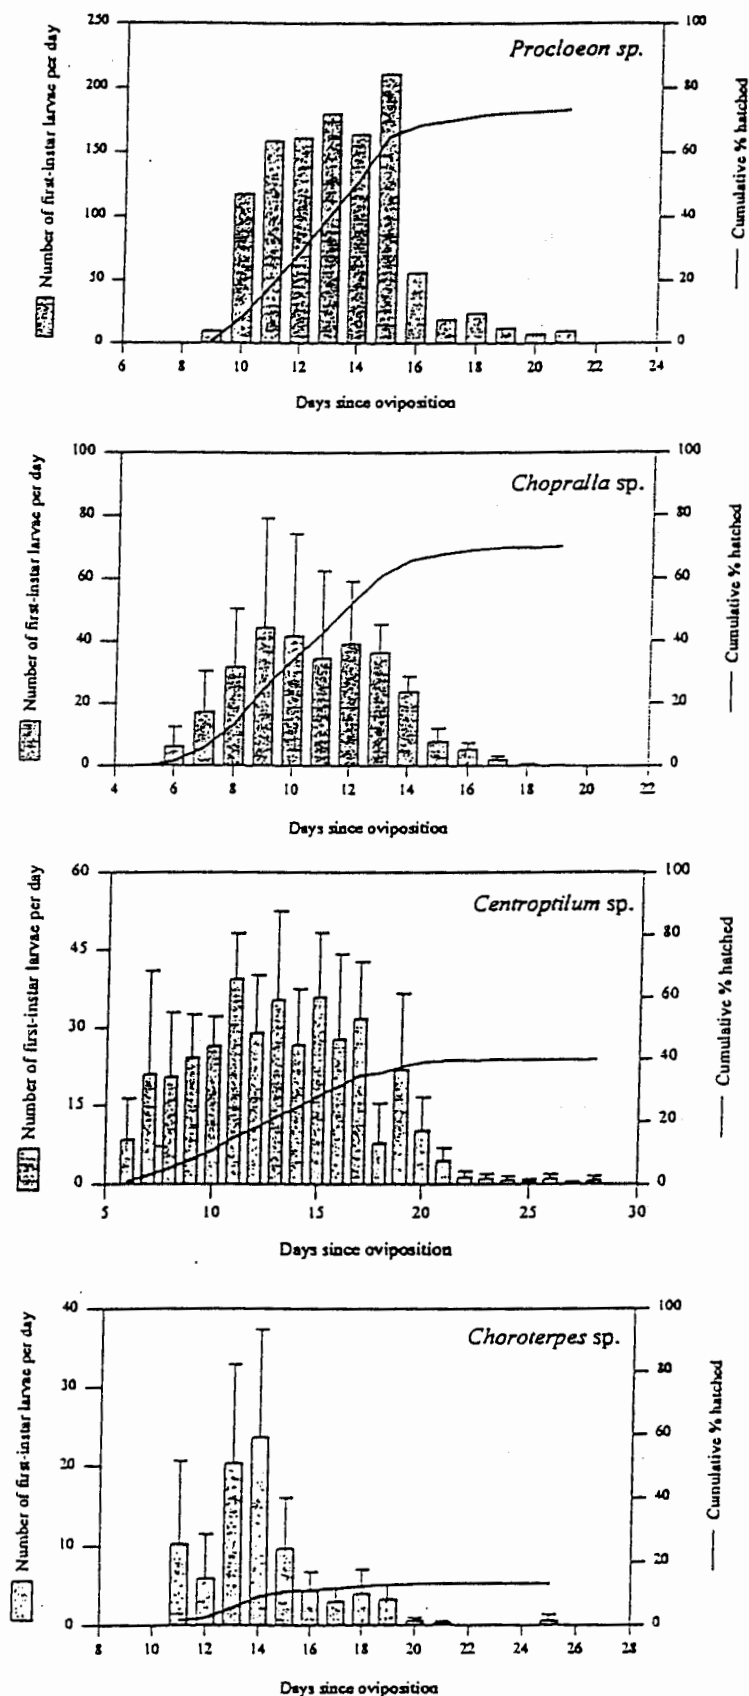 Procloeon sp.
Number of first-instar larvae per day
250
200
150
100
50
0
100
80
60
40
20
0
Cumulative % hatched
6 8 10 12 14 16 18 20 22 24
Days since oviposition
Chopralla sp.
Number of first-instar larvae per day
100
80
60
40
20
0
100
80
60
40
20
0
Cumulative % hatched
4 6 8 10 12 14 16 18 20 22
Days since oviposition
Centroptilum sp.
Number of first-instar larvae per day
60
45
30
15
0
100
80
60
40
20
0
Cumulative % hatched
5 10 15 20 25 30
Days since oviposition
Choroterpes sp.
Number of first-instar larvae per day
40
30
20
10
0
100
80
60
40
20
0
Cumulative % hatched
8 10 12 14 16 18 20 22 24 26 28
Days since oviposition